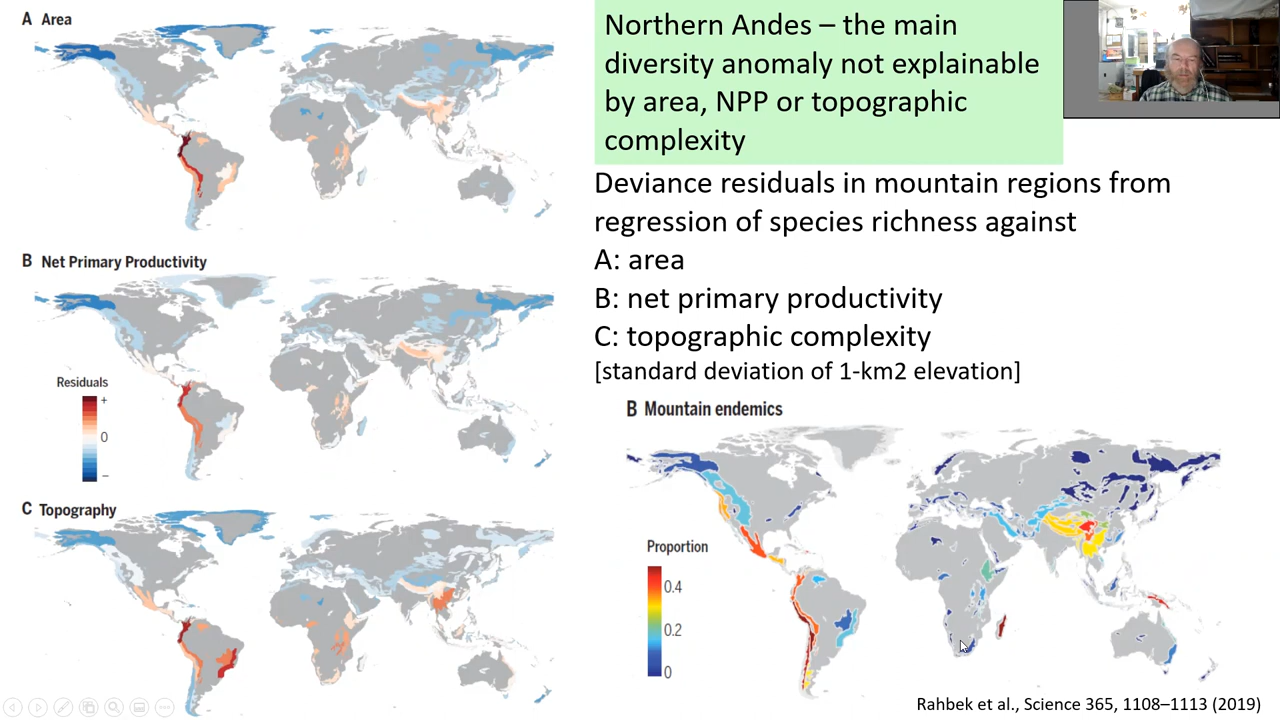 A Area
Northern Andes – the main
diversity anomaly not explainable
by area, NPP or topographic
complexity
Deviance residuals in mountain regions from
regression of species richness against
A: area
B: net primary productivity
C: topographic complexity
[standard deviation of 1-km2 elevation]
B Net Primary Productivity
Residuals
+
0
–
C Topography
B Mountain endemics
Proportion
0.4
0.2
0
Rahbek et al., Science 365, 1108–1113 (2019)